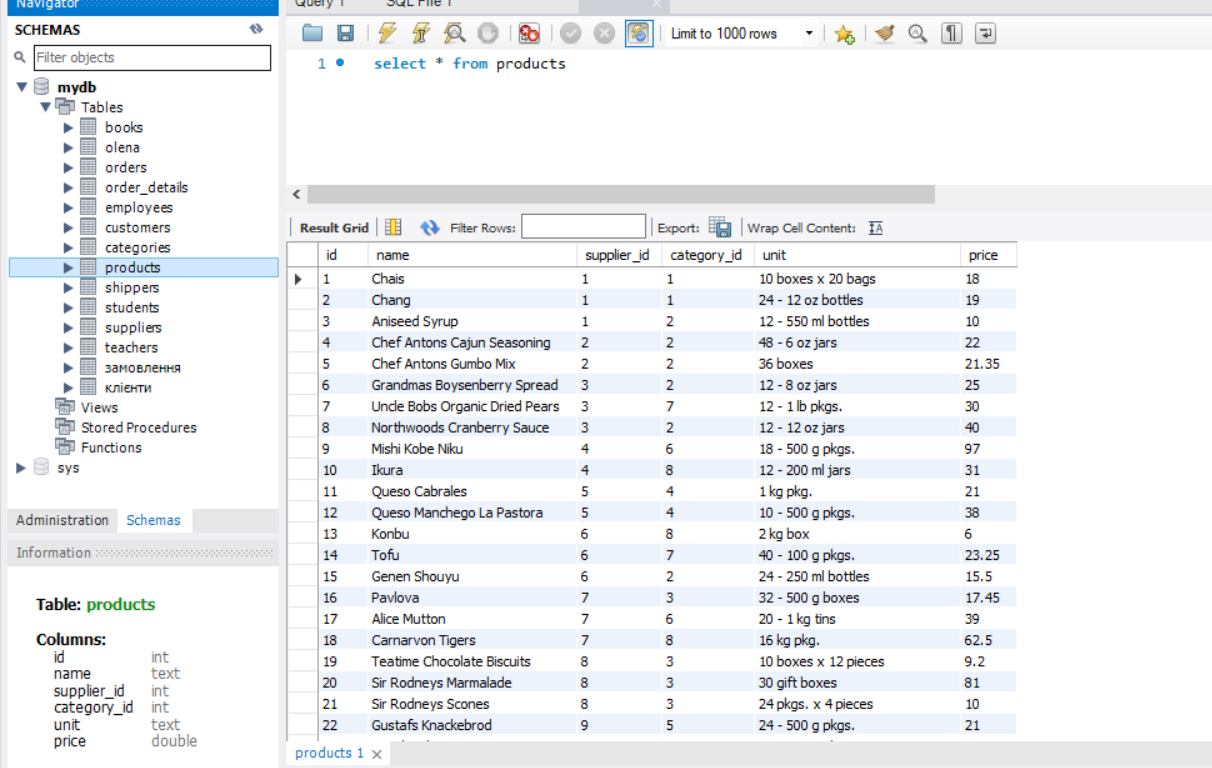 Navigator
Query 1 SQL File 1
SCHEMAS
Filter objects
mydb
Tables
books
olena
orders
order_details
employees
customers
categories
products
shippers
students
suppliers
teachers
замовлення
клієнти
Views
Stored Procedures
Functions
sys
Administration Schemas
Information
Table: products
Columns:
id int
name text
supplier_id int
category_id int
unit text
price double
Limit to 1000 rows
1 select * from products
Result Grid Filter Rows: Export: Wrap Cell Content:
id name supplier_id category_id unit price
1 Chais 1 1 10 boxes x 20 bags 18
2 Chang 1 1 24 - 12 oz bottles 19
3 Aniseed Syrup 1 2 12 - 550 ml bottles 10
4 Chef Antons Cajun Seasoning 2 2 48 - 6 oz jars 22
5 Chef Antons Gumbo Mix 2 2 36 boxes 21.35
6 Grandmas Boysenberry Spread 3 2 12 - 8 oz jars 25
7 Uncle Bobs Organic Dried Pears 3 7 12 - 1 lb pkgs. 30
8 Northwoods Cranberry Sauce 3 2 12 - 12 oz jars 40
9 Mishi Kobe Niku 4 6 18 - 500 g pkgs. 97
10 Ikura 4 8 12 - 200 ml jars 31
11 Queso Cabrales 5 4 1 kg pkg. 21
12 Queso Manchego La Pastora 5 4 10 - 500 g pkgs. 38
13 Konbu 6 8 2 kg box 6
14 Tofu 6 7 40 - 100 g pkgs. 23.25
15 Genen Shouyu 6 2 24 - 250 ml bottles 15.5
16 Pavlova 7 3 32 - 500 g boxes 17.45
17 Alice Mutton 7 6 20 - 1 kg tins 39
18 Carnarvon Tigers 7 8 16 kg pkg. 62.5
19 Teatime Chocolate Biscuits 8 3 10 boxes x 12 pieces 9.2
20 Sir Rodneys Marmalade 8 3 30 gift boxes 81
21 Sir Rodneys Scones 8 3 24 pkgs. x 4 pieces 10
22 Gustafs Knackebrod 9 5 24 - 500 g pkgs. 21
products 1